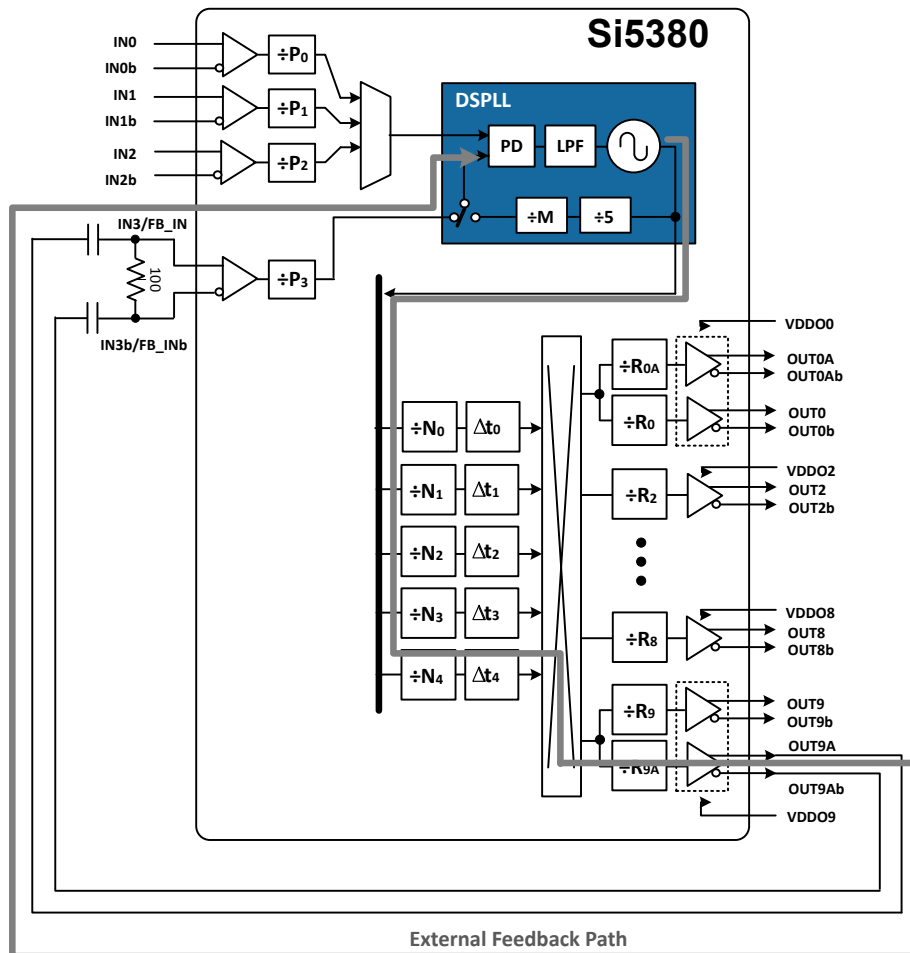 Si5380
IN0
IN0b
÷P0
IN1
IN1b
÷P1
IN2
IN2b
÷P2
DSPLL
PD
LPF
÷M
÷5
IN3/FB_IN
100
IN3b/FB_INb
÷P3
VDDO0
÷R0A
OUT0A
OUT0Ab
÷N0
Δt0
÷R0
OUT0
OUT0b
VDDO2
÷N1
Δt1
÷R2
OUT2
OUT2b
÷N2
Δt2
÷N3
Δt3
VDDO8
÷R8
OUT8
OUT8b
÷N4
Δt4
÷R9
OUT9
OUT9b
÷R9A
OUT9A
OUT9Ab
VDDO9
External Feedback Path